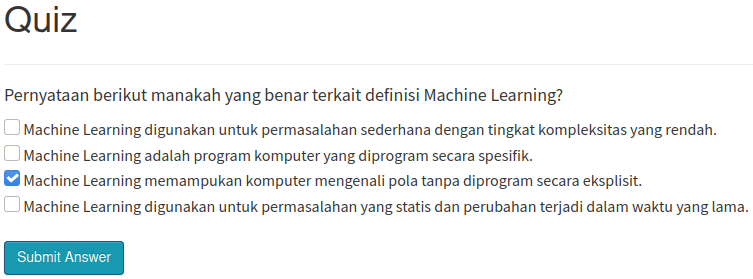 Quiz
Pernyataan berikut manakah yang benar terkait definisi Machine Learning?
Machine Learning digunakan untuk permasalahan sederhana dengan tingkat kompleksitas yang rendah.
Machine Learning adalah program komputer yang diprogram secara spesifik.
Machine Learning memampukan komputer mengenali pola tanpa diprogram secara eksplisit.
Machine Learning digunakan untuk permasalahan yang statis dan perubahan terjadi dalam waktu yang lama.
Submit Answer